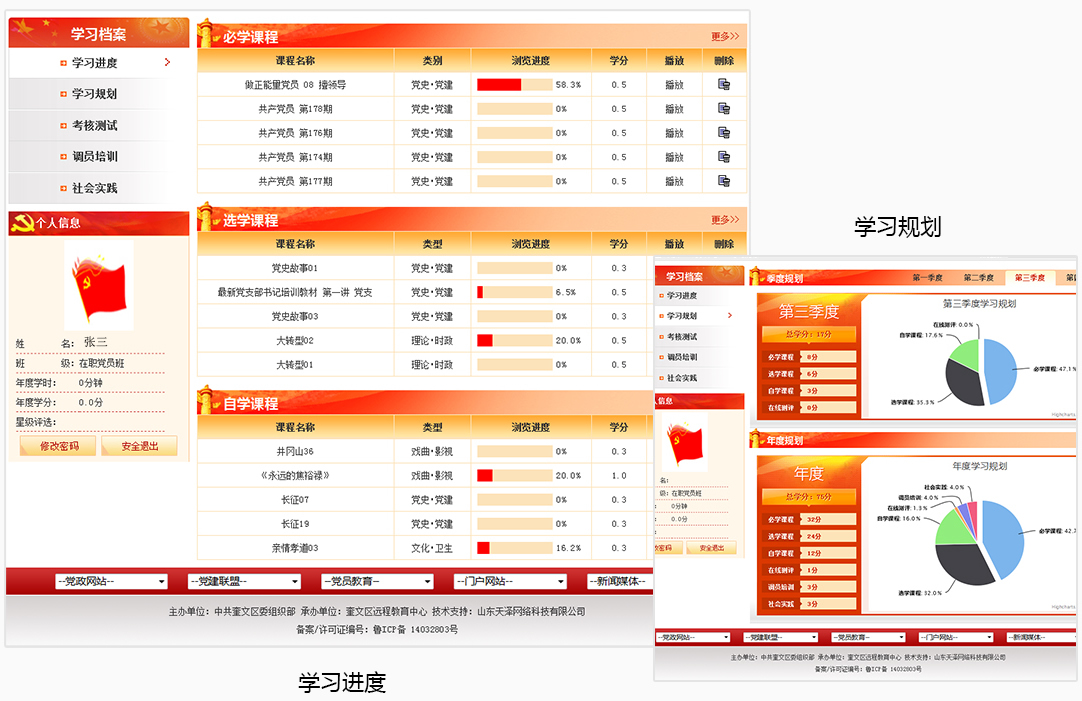 学习档案
学习进度
学习规划
考核测试
调员培训
社会实践
个人信息
姓 名: 张三
班 级: 在职党员班
年度学时: 0分钟
年度学分: 0.0分
星级评选:
修改密码 安全退出
必学课程 更多>>
课程名称 类别 浏览进度 学分 播放 删除
做正能量党员 08 擂领导 党史·党建 58.3% 0.5 播放
共产党员 第178期 党史·党建 0% 0.5 播放
共产党员 第176期 党史·党建 0% 0.5 播放
共产党员 第174期 党史·党建 0% 0.5 播放
共产党员 第177期 党史·党建 0% 0.5 播放
选学课程 更多>>
课程名称 类型 浏览进度 学分 播放 删除
党史故事01 党史·党建 0% 0.3
最新党支部书记培训教材 第一讲 党支 党史·党建 6.5% 0.5
党史故事03 党史·党建 0% 0.3
大转型02 理论·时政 20.0% 0.5
大转型01 理论·时政 0% 0.5
自学课程
课程名称 类型 浏览进度 学分
井冈山36 戏曲·影视 0% 0.3
《永远的焦裕禄》 戏曲·影视 20.0% 1.0
长征07 党史·党建 0% 0.3
长征19 党史·党建 0% 0.3
亲情孝道03 文化·卫生 16.2% 0.3
--党政网站-- --党建联盟-- --党员教育-- --门户网站-- --新闻媒体--
主办单位: 中共奎文区委组织部 承办单位: 奎文区远程教育中心 技术支持: 山东天泽网络科技有限公司
备案/许可证编号: 鲁ICP备 14032803号
学习进度
学习规划
学习档案
学习进度
学习规划
考核测试
调员培训
社会实践
人信息
名:
级: 在职党员班
0分钟
0.0分
改密码 安全退出
季度规划 第一季度 第二季度 第三季度 第四
第三季度
总学分: 17分
必学课程 8分
选学课程 6分
自学课程 3分
在线测评 0分
第三季度学习规划
在线测评: 0.0%
自学课程: 17.6%
必学课程: 47.1%
选学课程: 35.3%
Highcharts
年度规划
年度
总学分: 75分
必学课程 32分
选学课程 24分
自学课程 12分
在线测评 1分
调员培训 3分
社会实践 3分
年度学习规划
社会实践: 4.0%
调员培训: 4.0%
在线测评: 1.3%
自学课程: 16.0%
必学课程: 42.7
选学课程: 32.0%
Highcharts
--党政网站-- --党建联盟-- --党员教育-- --门户网站-- --新闻媒体--
主办单位: 中共奎文区委组织部 承办单位: 奎文区远程教育中心 技术支持: 山东天泽网络科技有限公司
备案/许可证编号: 鲁ICP备 14032803号